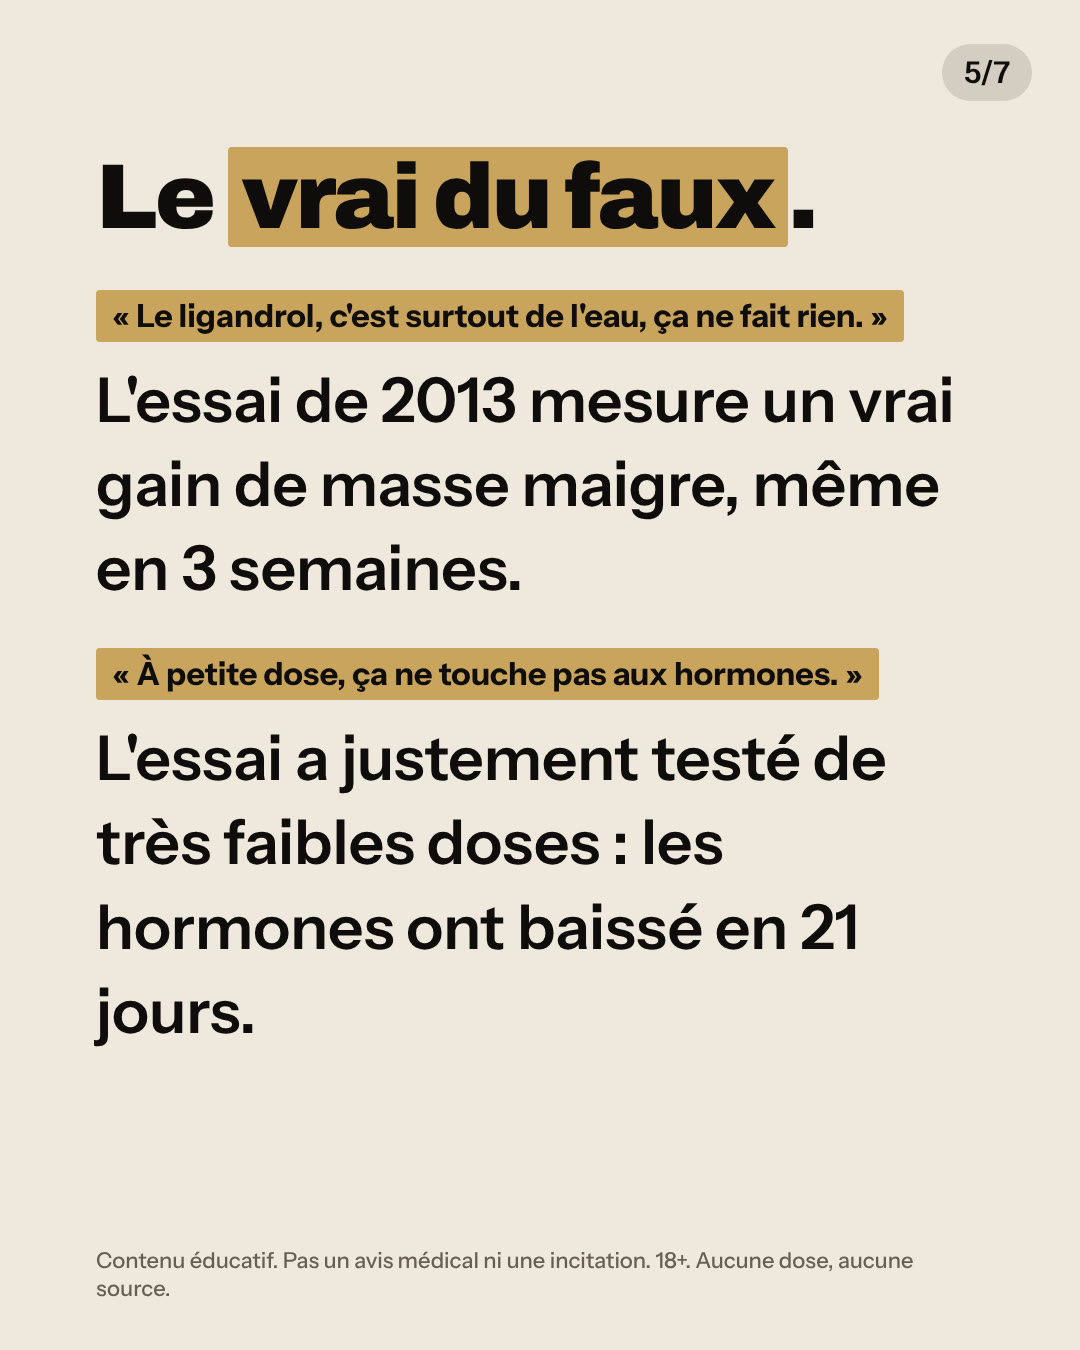 5/7
Le vrai du faux.
« Le ligandrol, c'est surtout de l'eau, ça ne fait rien. »
L'essai de 2013 mesure un vrai
gain de masse maigre, même
en 3 semaines.
« À petite dose, ça ne touche pas aux hormones. »
L'essai a justement testé de
très faibles doses : les
hormones ont baissé en 21
jours.
Contenu éducatif. Pas un avis médical ni une incitation. 18+. Aucune dose, aucune
source.